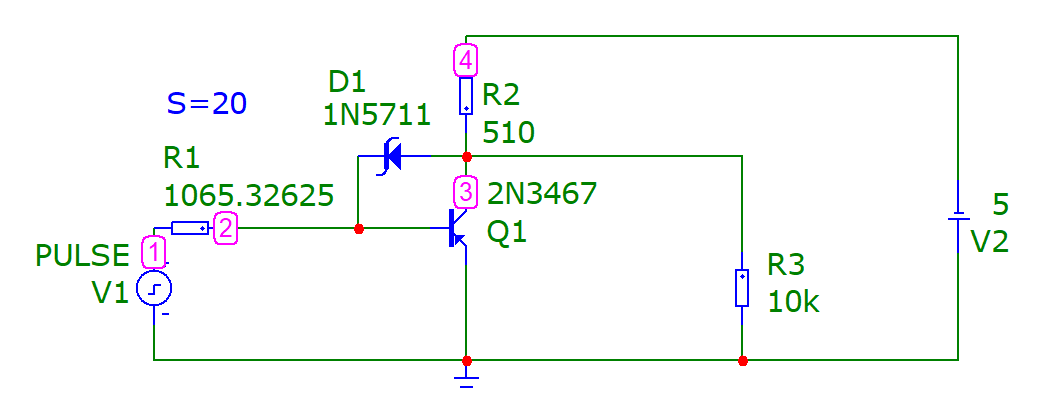 4
D1
1N5711
S=20
R2
510
R1
1065.32625
3
2N3467
Q1
2
1
PULSE
V1
5
V2
R3
10k